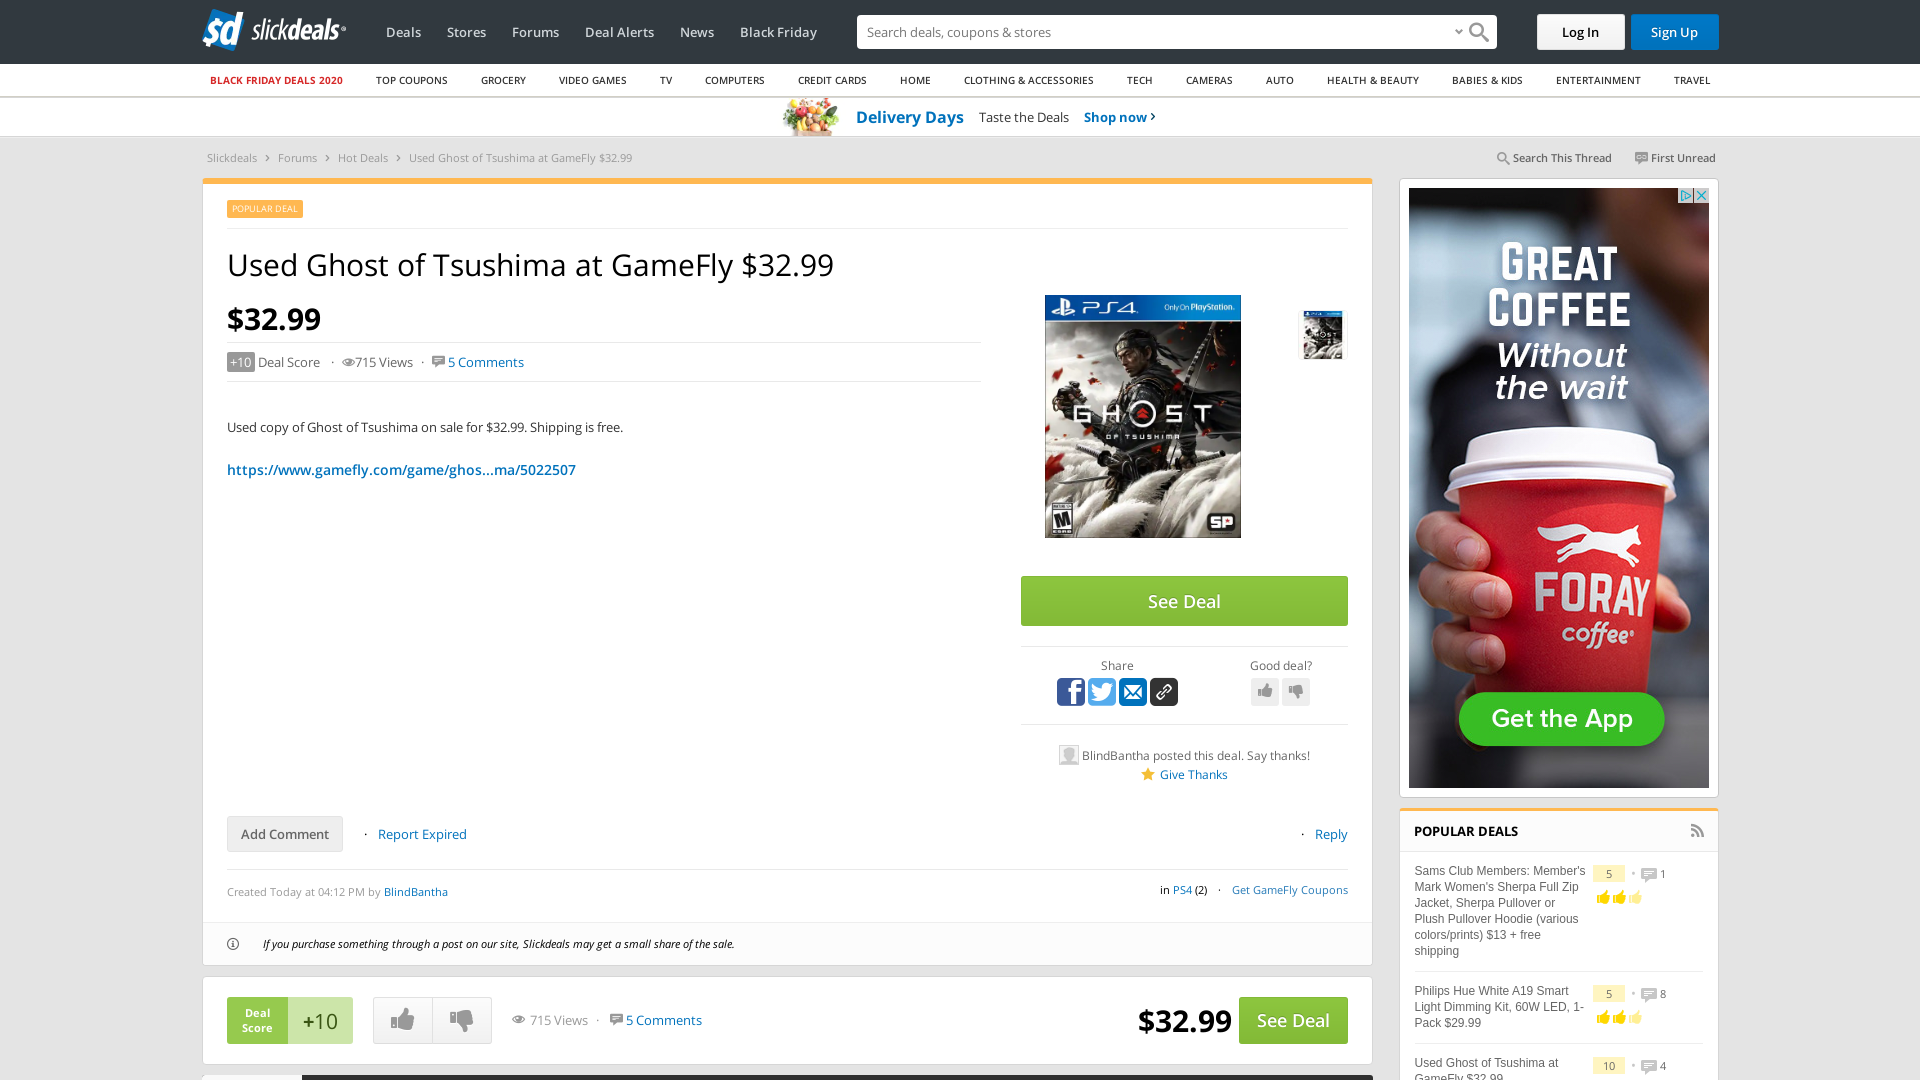 slickdeals
Deals
Stores
Forums
Deal Alerts
News
Black Friday
Search deals, coupons & stores
Log In
Sign Up
BLACK FRIDAY DEALS 2020
TOP COUPONS
GROCERY
VIDEO GAMES
TV
COMPUTERS
CREDIT CARDS
HOME
CLOTHING & ACCESSORIES
TECH
CAMERAS
AUTO
HEALTH & BEAUTY
BABIES & KIDS
ENTERTAINMENT
TRAVEL
Delivery Days Taste the Deals Shop now
Slickdeals › Forums › Hot Deals › Used Ghost of Tsushima at GameFly $32.99
Search This Thread
First Unread
POPULAR DEAL
Used Ghost of Tsushima at GameFly $32.99
$32.99
+10 Deal Score · 715 Views · 5 Comments
Used copy of Ghost of Tsushima on sale for $32.99. Shipping is free.
https://www.gamefly.com/game/ghos...ma/5022507
PS4
Only On PlayStation.
GHOST
OF TSUSHIMA
M
SP
See Deal
Share
Good deal?
BlindBantha posted this deal. Say thanks!
Give Thanks
Add Comment
· Report Expired
· Reply
Created Today at 04:12 PM by BlindBantha
in PS4 (2) · Get GameFly Coupons
If you purchase something through a post on our site, Slickdeals may get a small share of the sale.
Deal
Score
+10
715 Views · 5 Comments
$32.99
See Deal
GREAT
COFFEE
Without
the wait
FORAY
coffee
Get the App
POPULAR DEALS
Sams Club Members: Member's
Mark Women's Sherpa Full Zip
Jacket, Sherpa Pullover or
Plush Pullover Hoodie (various
colors/prints) $13 + free
shipping
5 • 1
Philips Hue White A19 Smart
Light Dimming Kit, 60W LED, 1-
Pack $29.99
5 • 8
Used Ghost of Tsushima at
GameFly $32.99
10 • 4